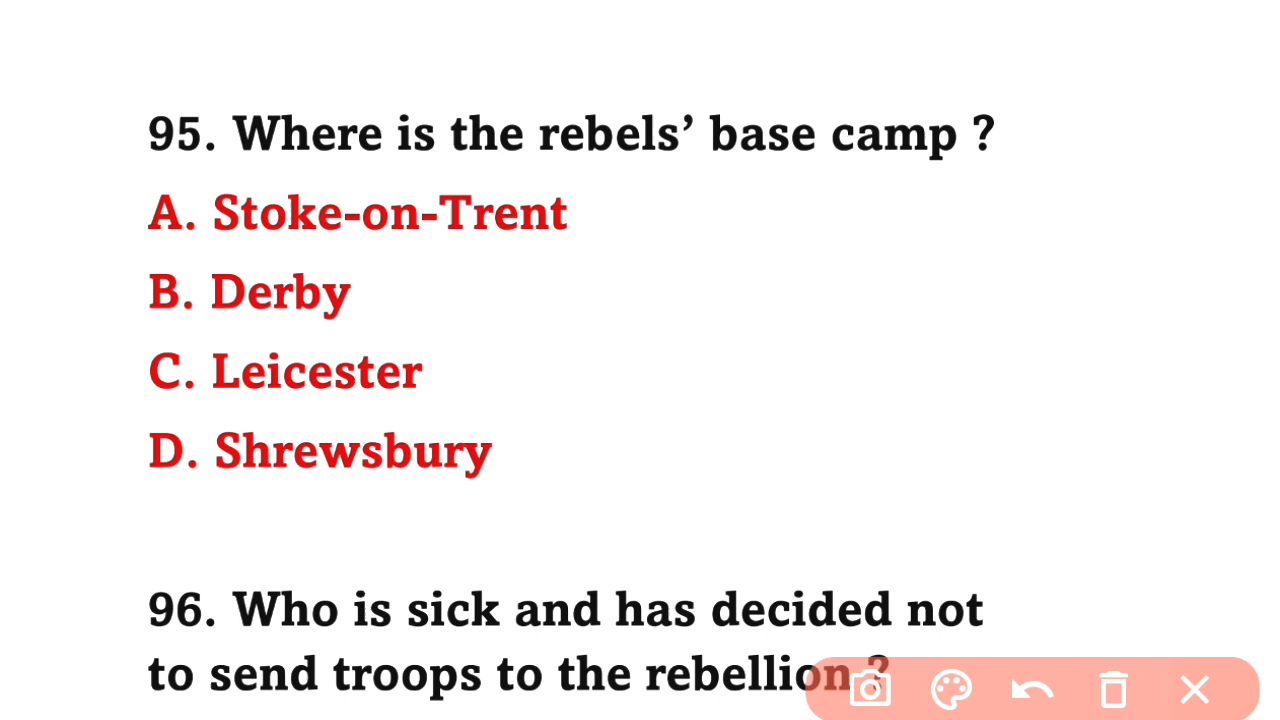 95. Where is the rebels’ base camp ?
A. Stoke-on-Trent
B. Derby
C. Leicester
D. Shrewsbury
96. Who is sick and has decided not
to send troops to the rebellion ?